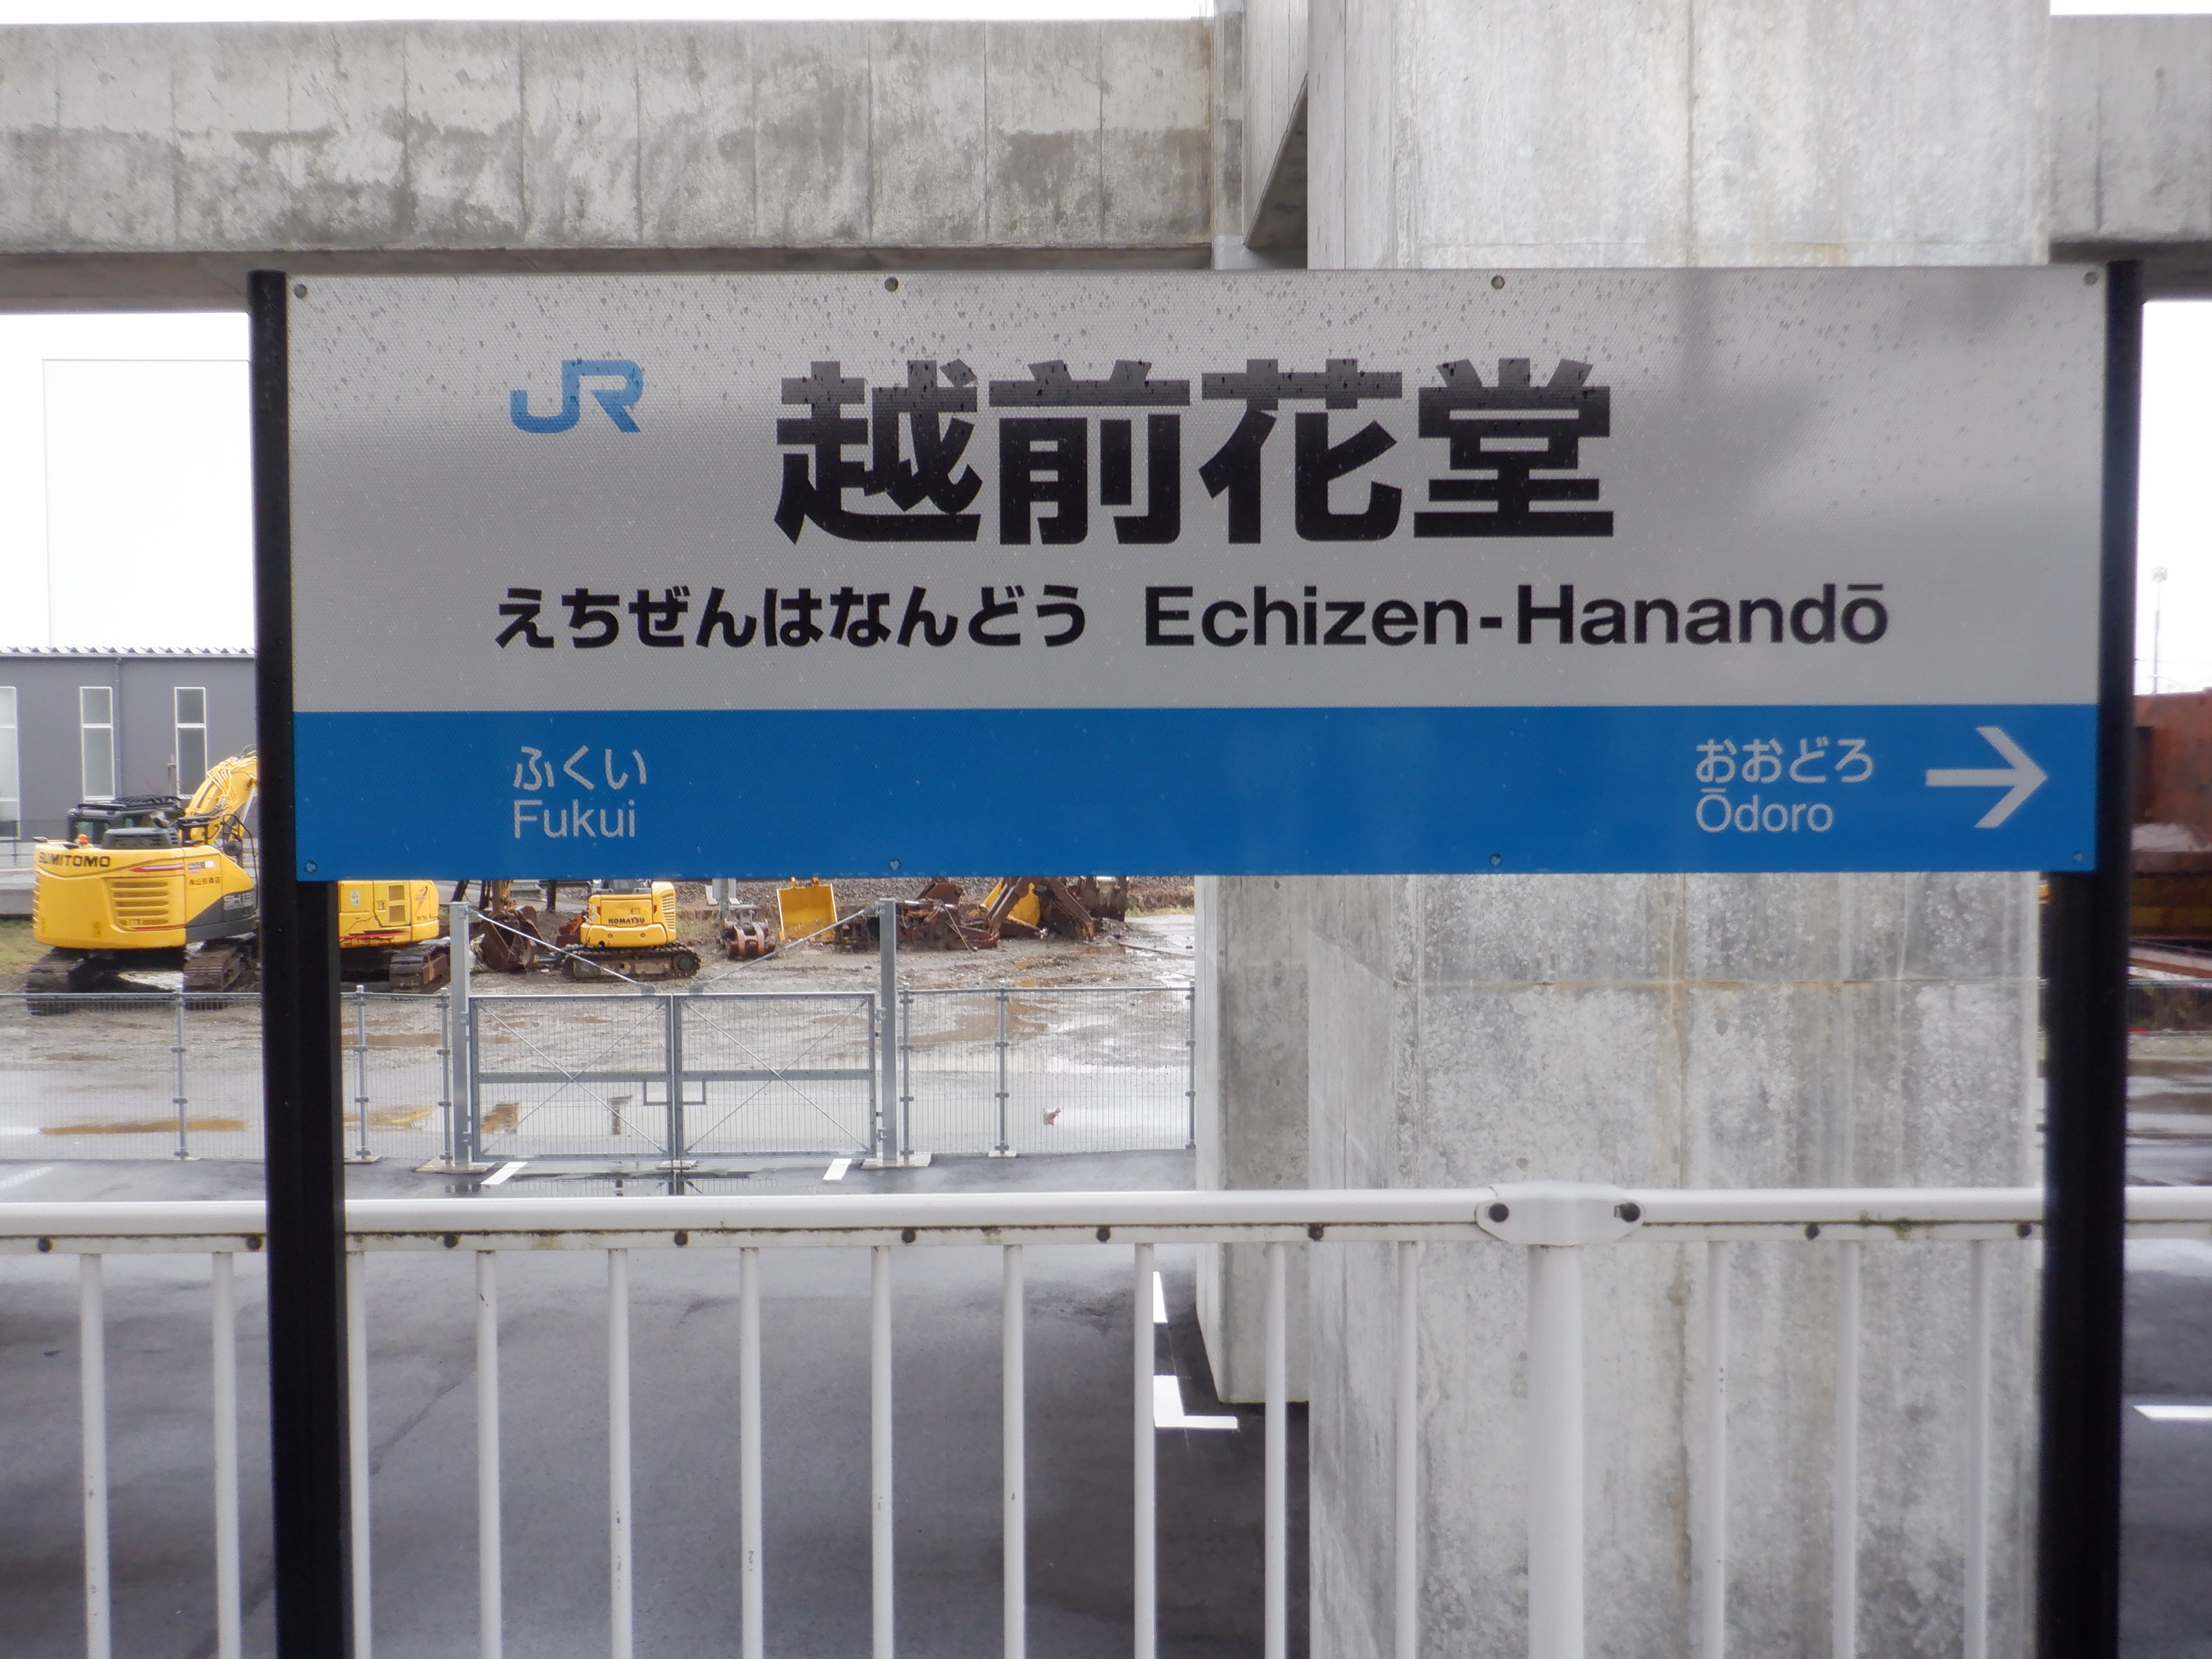 JR 越前花堂
えちぜんはなんどう Echizen-Hanandō
ふくい
Fukui
おおどろ →
Ōdoro
SUMITOMO
KOMATSU